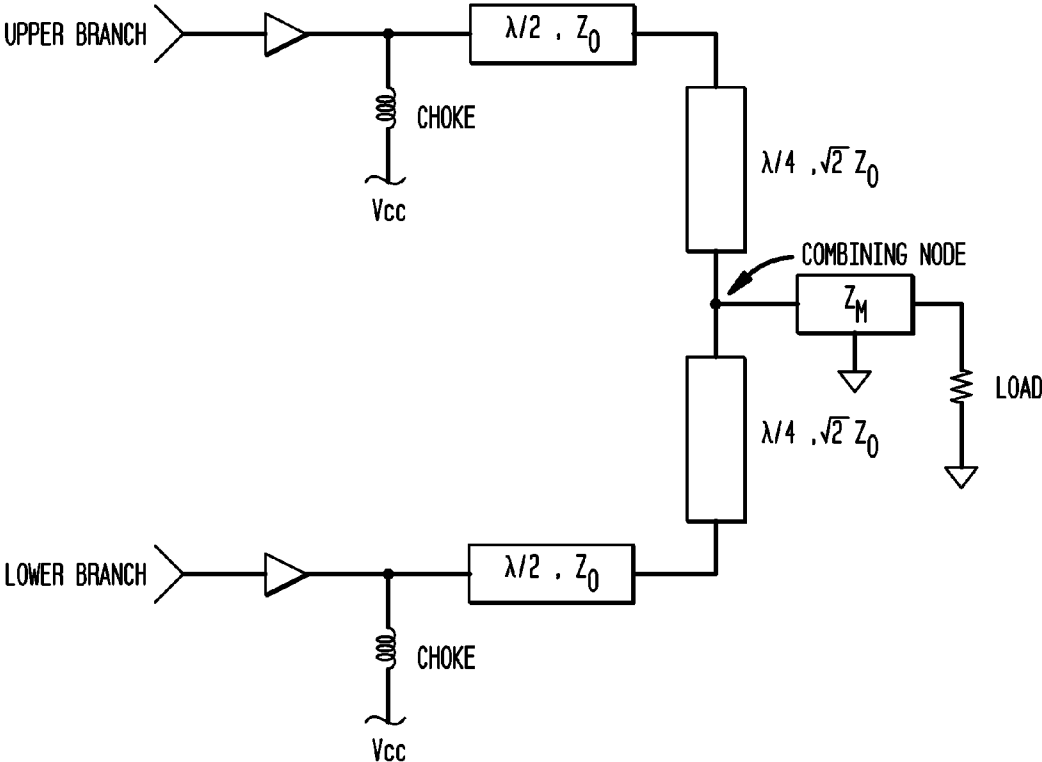 UPPER BRANCH
λ/2 , Z0
CHOKE
Vcc
λ/4 , √2 Z0
COMBINING NODE
ZM
LOAD
λ/4 , √2 Z0
LOWER BRANCH
λ/2 , Z0
CHOKE
Vcc